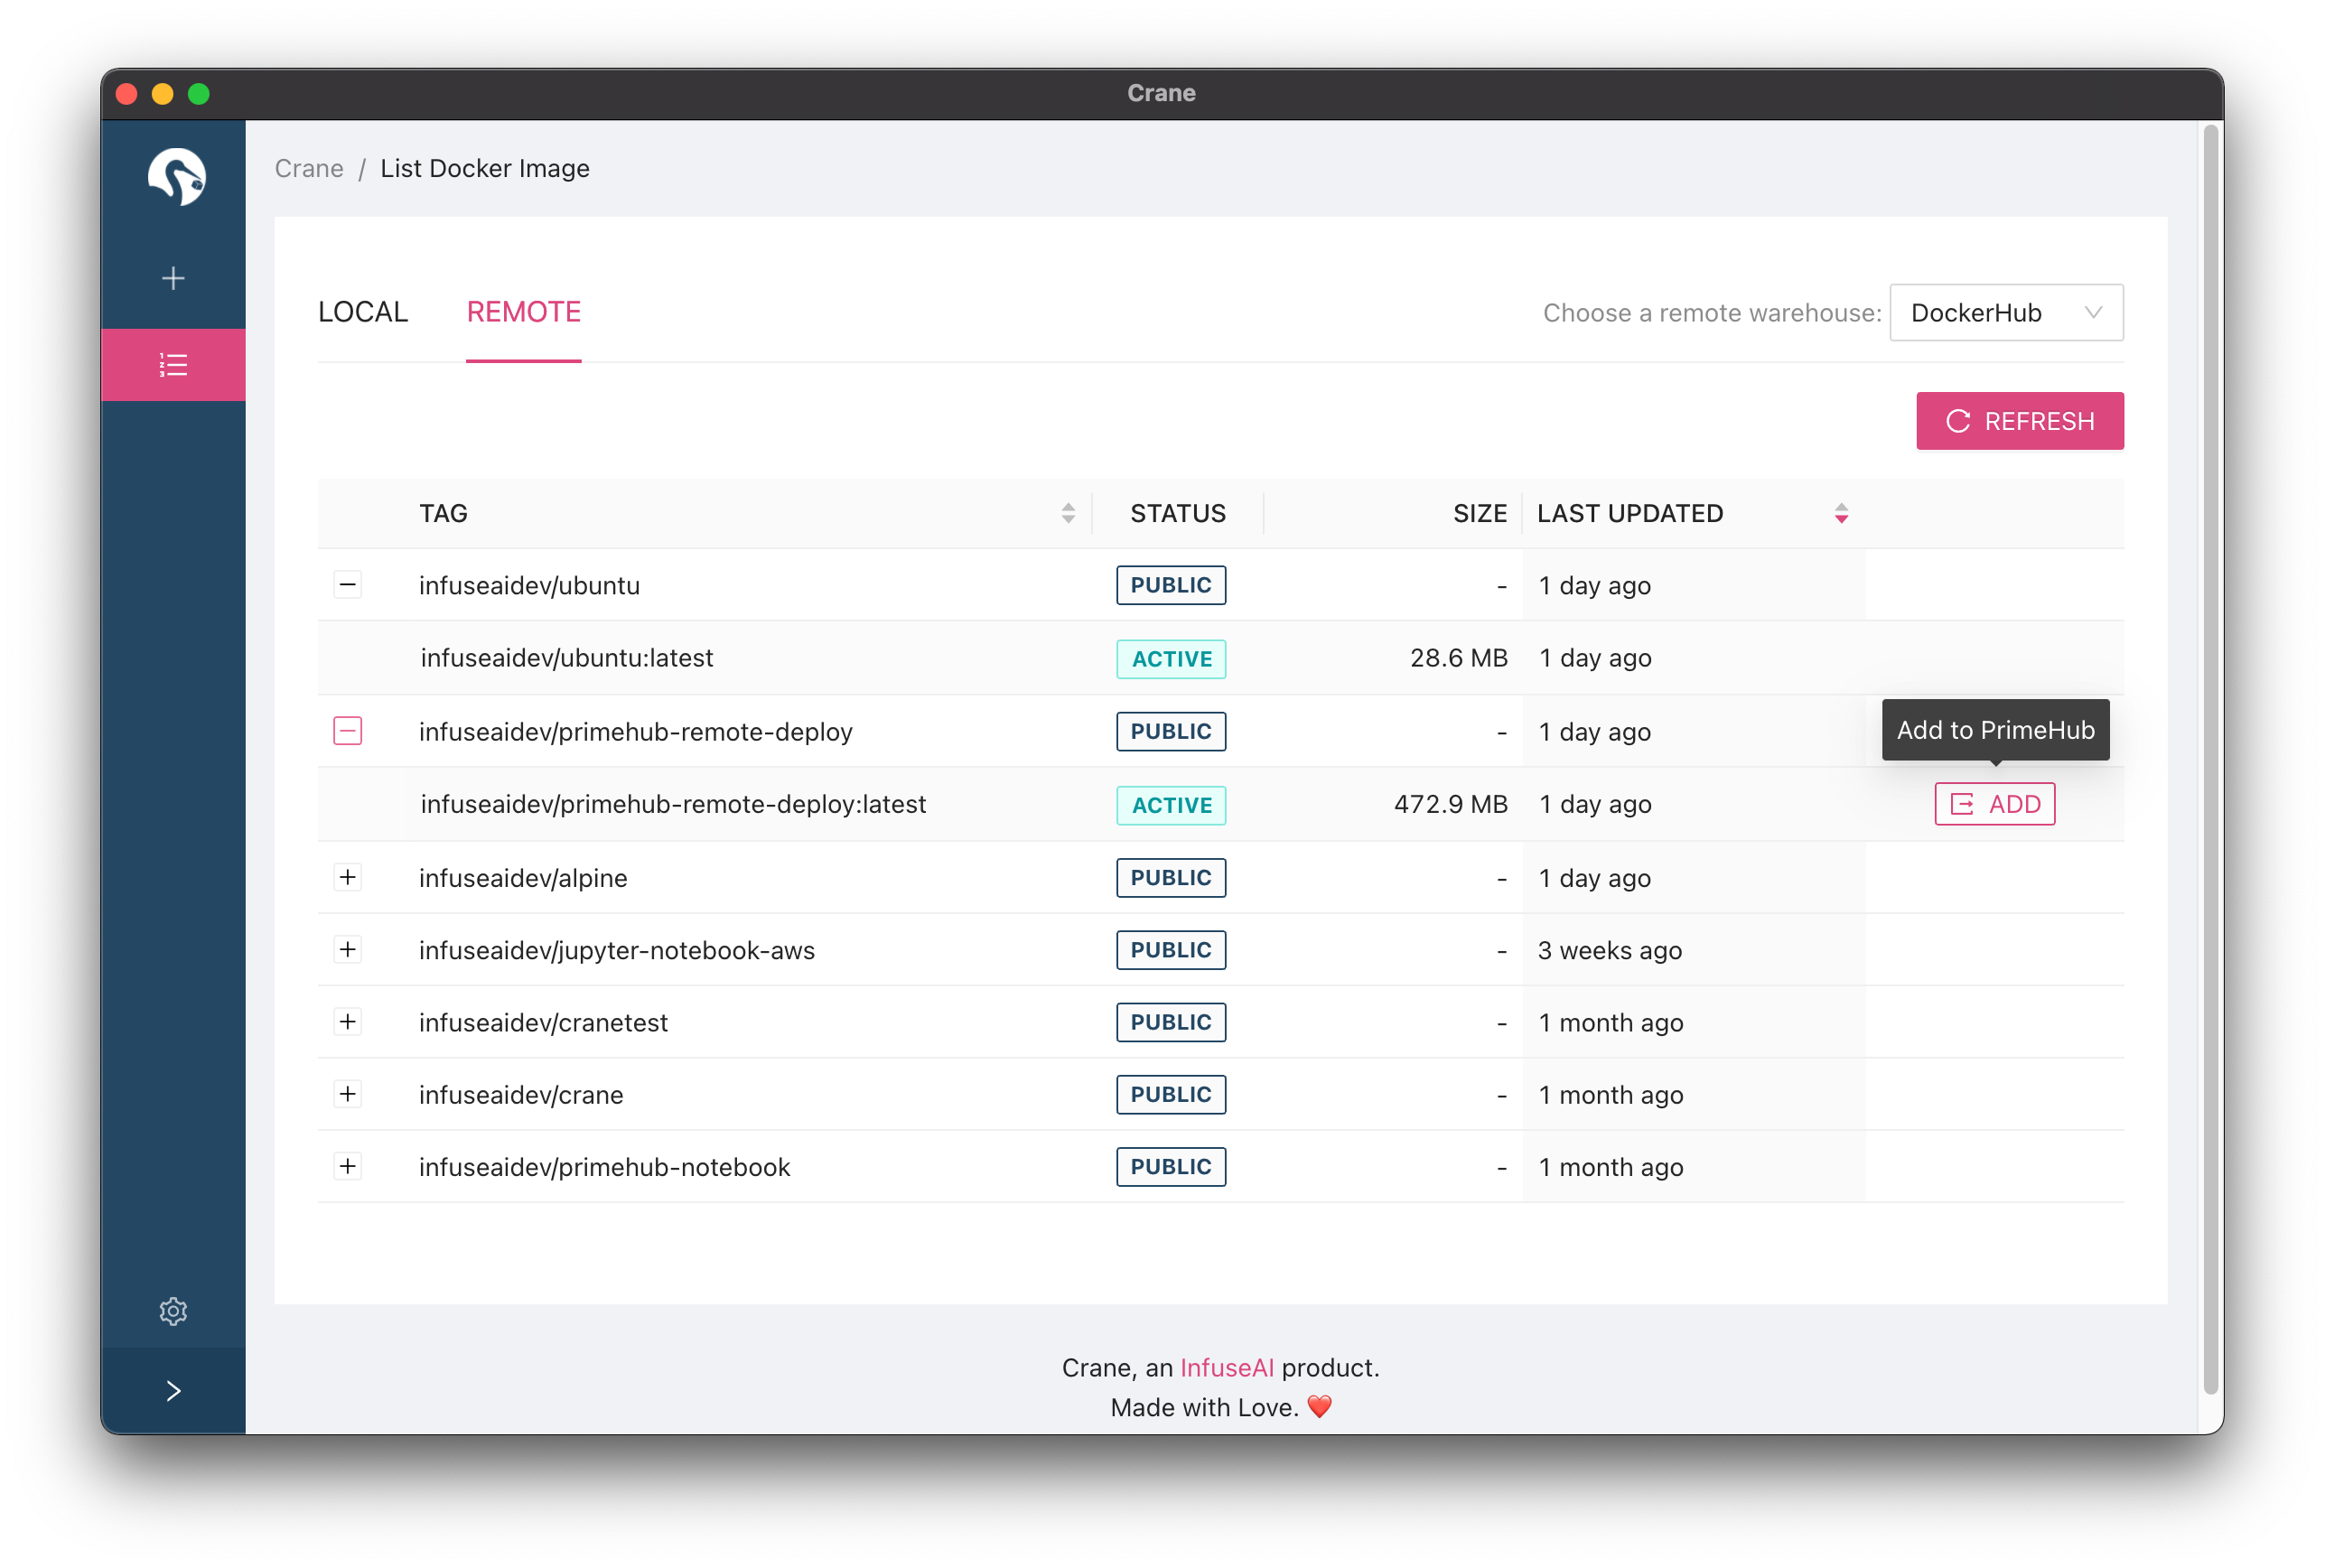 Crane
Crane / List Docker Image
LOCAL REMOTE Choose a remote warehouse: DockerHub
REFRESH
TAG STATUS SIZE LAST UPDATED
infuseaidev/ubuntu PUBLIC - 1 day ago
infuseaidev/ubuntu:latest ACTIVE 28.6 MB 1 day ago
infuseaidev/primehub-remote-deploy PUBLIC - 1 day ago Add to PrimeHub
infuseaidev/primehub-remote-deploy:latest ACTIVE 472.9 MB 1 day ago ADD
infuseaidev/alpine PUBLIC - 1 day ago
infuseaidev/jupyter-notebook-aws PUBLIC - 3 weeks ago
infuseaidev/cranetest PUBLIC - 1 month ago
infuseaidev/crane PUBLIC - 1 month ago
infuseaidev/primehub-notebook PUBLIC - 1 month ago
Crane, an InfuseAI product.
Made with Love. ❤️